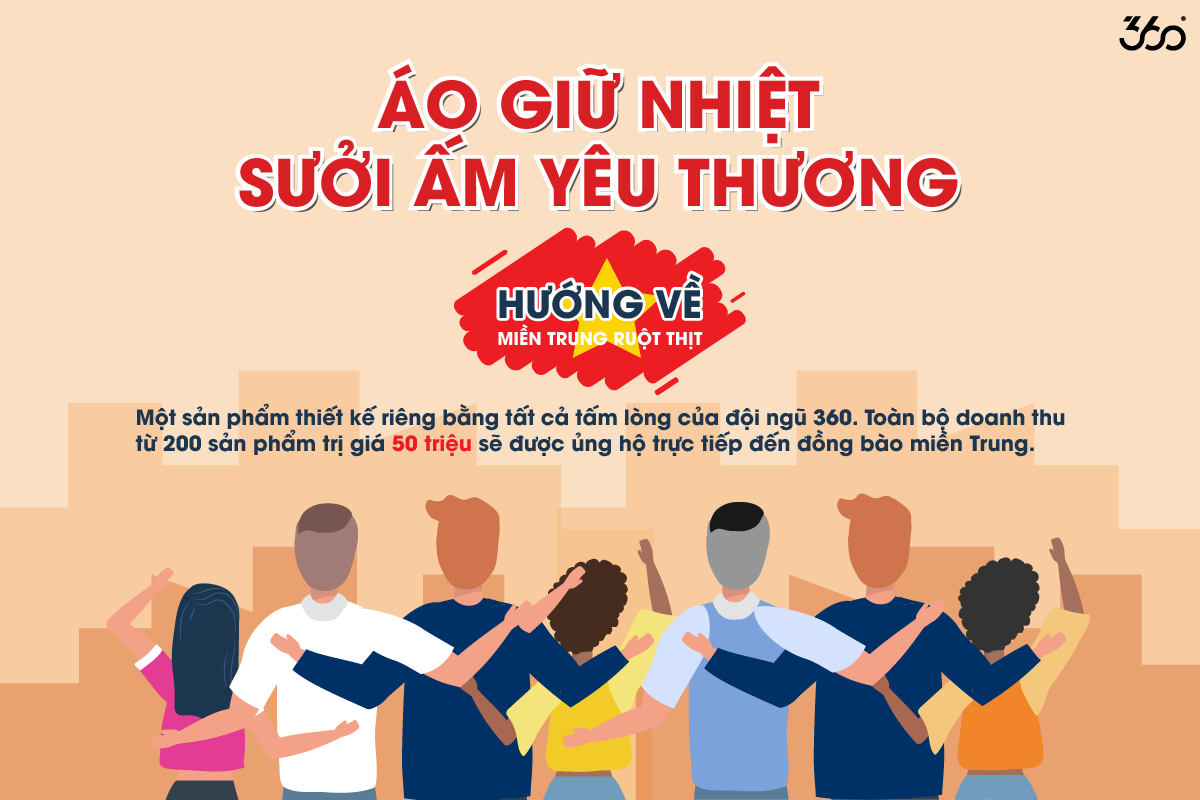 360
ÁO GIỮ NHIỆT
SƯỞI ẤM YÊU THƯƠNG
HƯỚNG VỀ
MIỀN TRUNG RUỘT THỊT
Một sản phẩm thiết kế riêng bằng tất cả tấm lòng của đội ngũ 360. Toàn bộ doanh thu
từ 200 sản phẩm trị giá 50 triệu sẽ được ủng hộ trực tiếp đến đồng bào miền Trung.